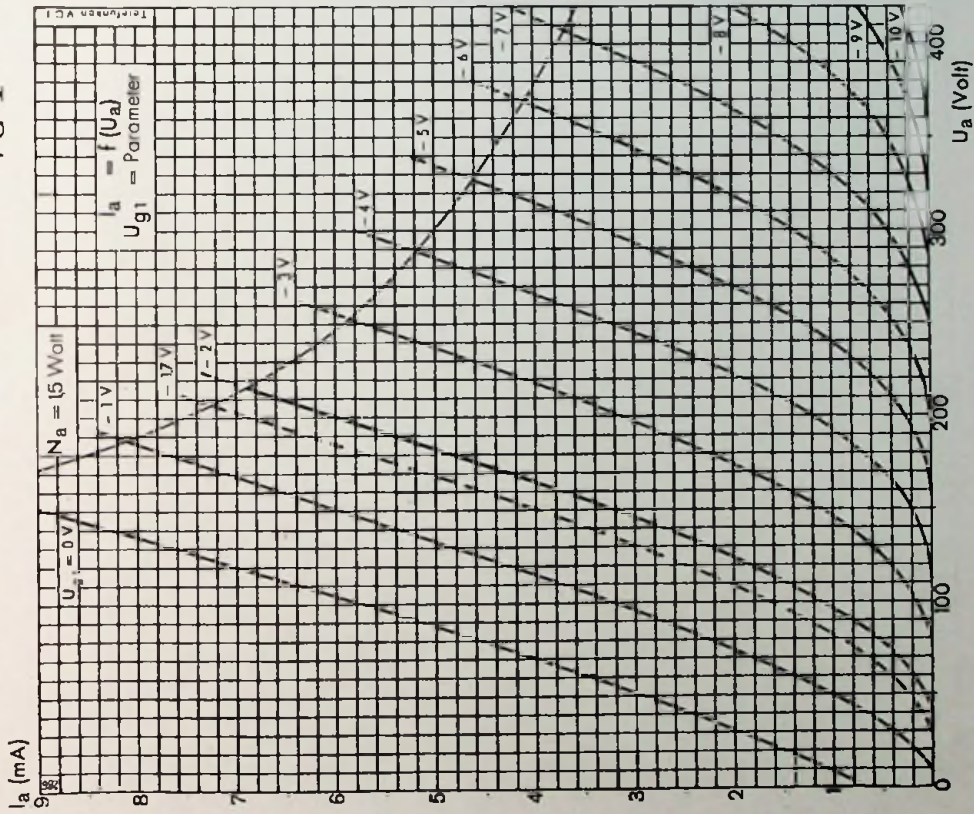 Telefunken VC1
Ia = f (Ua)
Ug1 = Parameter
Na = 1,5 Watt
Ug1 = 0 V
- 1 V
- 1,7 V
- 2 V
- 3 V
- 4 V
- 5 V
- 6 V
- 7 V
- 8 V
- 9 V
- 10 V
Ia (mA)
9
8
7
6
5
4
3
2
1
0
100
200
300
400
Ua (Volt)